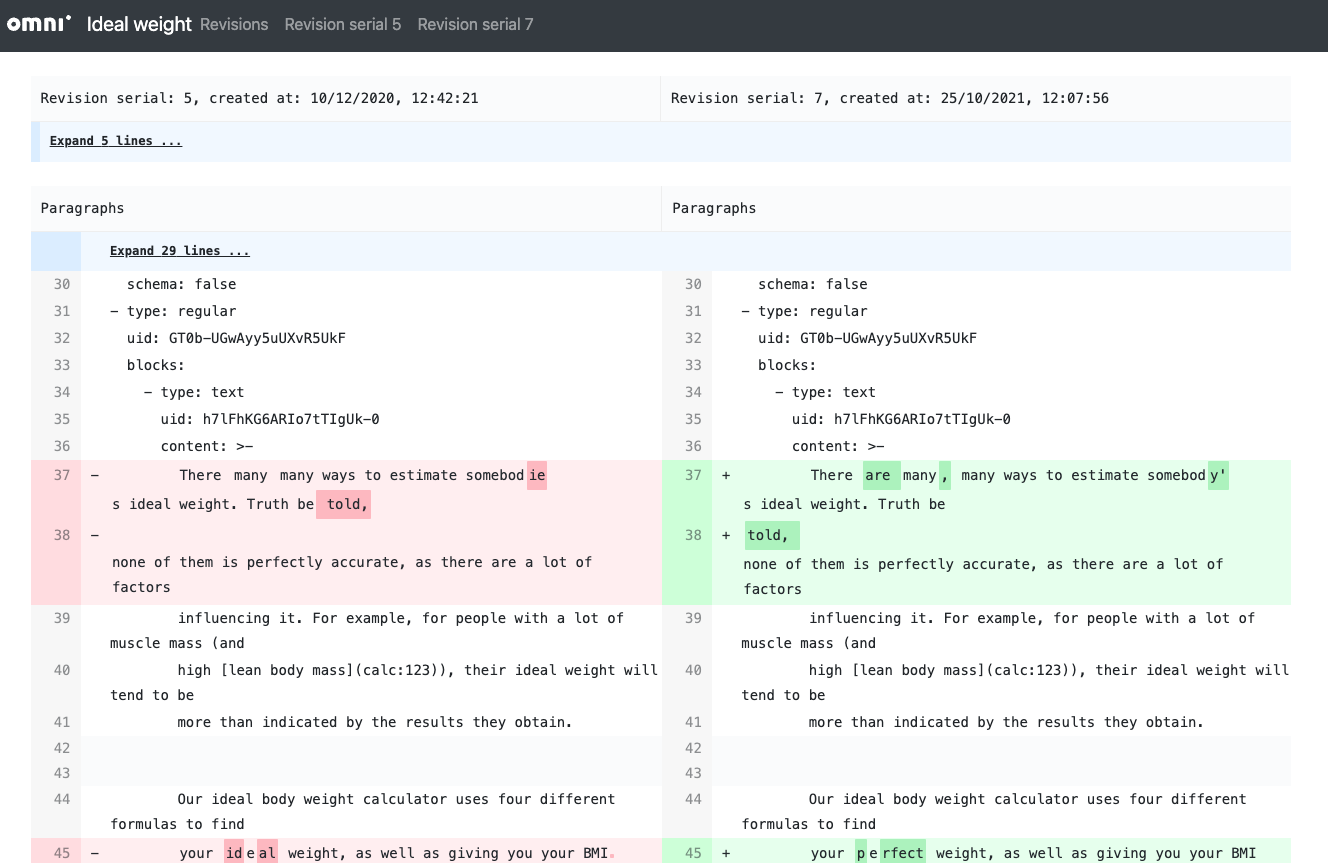 omni Ideal weight Revisions Revision serial 5 Revision serial 7
Revision serial: 5, created at: 10/12/2020, 12:42:21
Revision serial: 7, created at: 25/10/2021, 12:07:56
Expand 5 lines ...
Paragraphs
Paragraphs
Expand 29 lines ...
30 schema: false
31 - type: regular
32 uid: GT0b-UGwAyy5uUXvR5UkF
33 blocks:
34 - type: text
35 uid: h7lFhKG6ARIo7tTIgUk-0
36 content: >-
37 - There many many ways to estimate somebodie
s ideal weight. Truth be told,
38 -
none of them is perfectly accurate, as there are a lot of
factors
39 influencing it. For example, for people with a lot of
muscle mass (and
40 high [lean body mass](calc:123)), their ideal weight will
tend to be
41 more than indicated by the results they obtain.
42
43
44 Our ideal body weight calculator uses four different
formulas to find
45 - your ideal weight, as well as giving you your BMI.
30 schema: false
31 - type: regular
32 uid: GT0b-UGwAyy5uUXvR5UkF
33 blocks:
34 - type: text
35 uid: h7lFhKG6ARIo7tTIgUk-0
36 content: >-
37 + There are many, many ways to estimate somebody'
s ideal weight. Truth be
38 + told,
none of them is perfectly accurate, as there are a lot of
factors
39 influencing it. For example, for people with a lot of
muscle mass (and
40 high [lean body mass](calc:123)), their ideal weight will
tend to be
41 more than indicated by the results they obtain.
42
43
44 Our ideal body weight calculator uses four different
formulas to find
45 + your perfect weight, as well as giving you your BMI